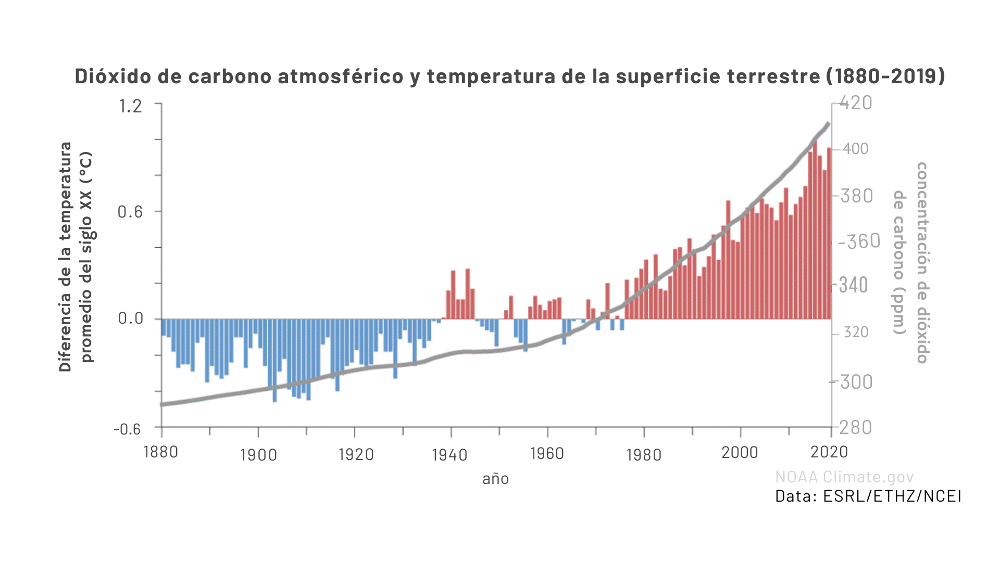 Dióxido de carbono atmosférico y temperatura de la superficie terrestre (1880-2019)
Diferencia de la temperatura
promedio del siglo XX (°C)
1.2
0.6
0.0
-0.6
420
400
380
-360
340
320
300
280
concentración de dióxido
de carbono (ppm)
1880
1900
1920
1940
1960
1980
2000
2020
año
NOAA Climate.gov
Data: ESRL/ETHZ/NCEI